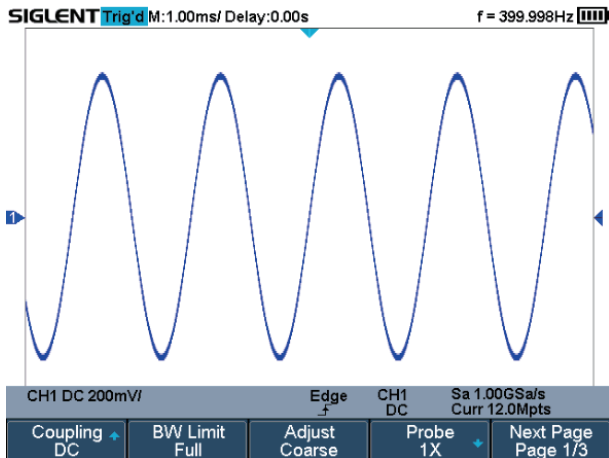 SIGLENT Trig'd M:1.00ms/ Delay:0.00s f = 399.998Hz
1
CH1 DC 200mV/ Edge CH1 Sa 1.00GSa/s
DC Curr 12.0Mpts
Coupling BW Limit Adjust Probe Next Page
DC Full Coarse 1X Page 1/3